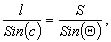 l / Sin(c) = S / Sin(Θ),